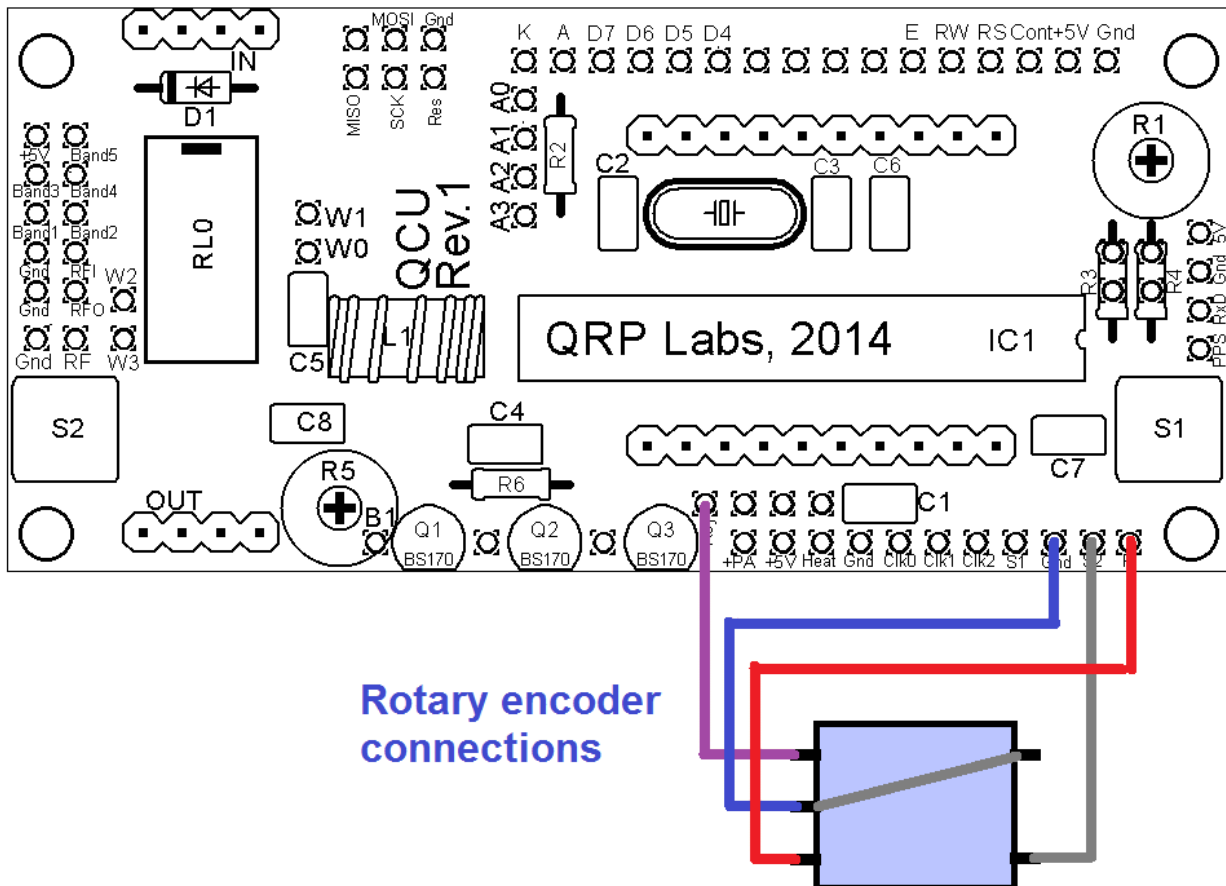 MOSI Gnd
IN
MISO SCK Res
D1
K A D7 D6 D5 D4 E RW RS Cont +5V Gnd
A0
A1
A2
A3
R2
C2
C3
C6
R1
+5V Band5
Band3 Band4
Band1 Band2
Gnd RFI
Gnd RFO
Gnd RF
W2
W3
RL0
W1
W0
QCU
Rev.1
C5
L1
QRP Labs, 2014 IC1
R3
R4
5V
Gnd
RxD
PPS
S2
C8
C4
R5
R6
C7
S1
OUT
B1
Q1
BS170
Q2
BS170
Q3
BS170
C1
+PA +5V Heat Gnd Clk0 Clk1 Clk2 S1 Gnd S2
Rotary encoder
connections